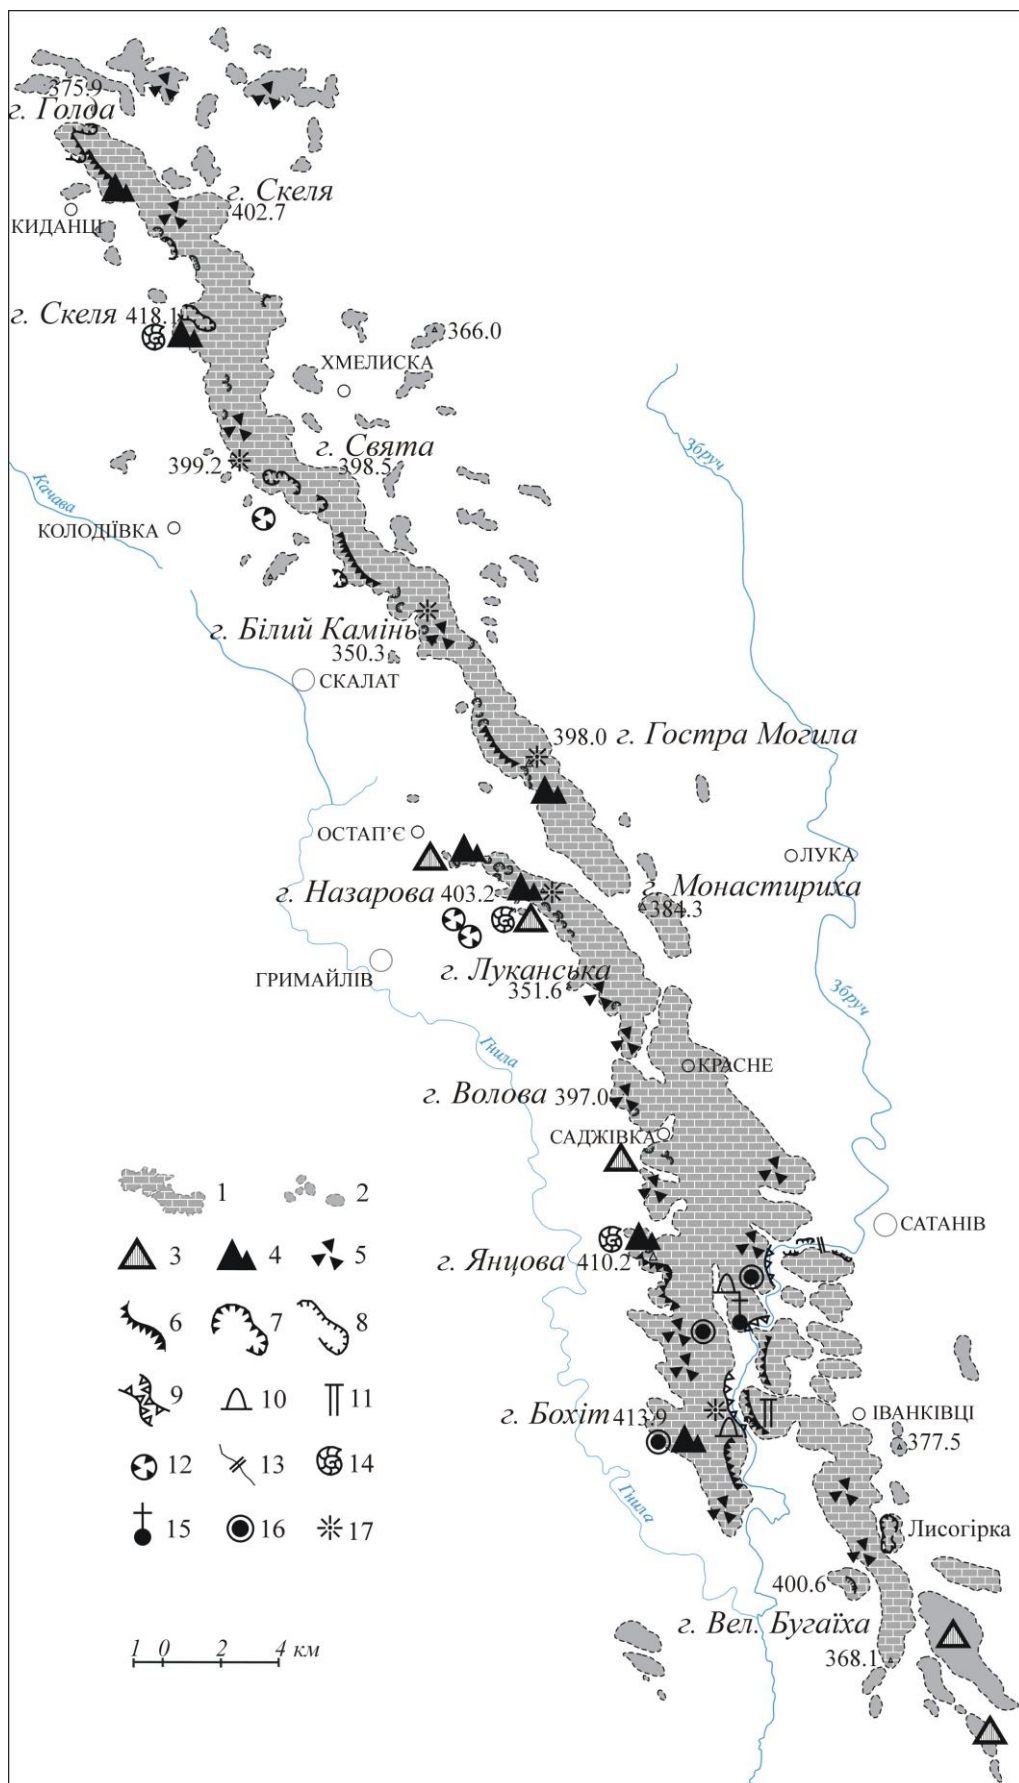 375.9
г. Голда
г. Скеля
402.7
КИДАНЦІ
г. Скеля 418.1
366.0
ХМЕЛИСКА
г. Свята
399.2
398.5
Збруч
Качава
КОЛОДІЇВКА
г. Білий Камінь
350.3
СКАЛАТ
398.0 г. Гостра Могила
ОСТАП'Є
ЛУКА
г. Назарова 403.2
г. Монастириха
384.3
ГРИМАЙЛІВ
г. Луканська
351.6
Збруч
Гнила
КРАСНЕ
г. Волова 397.0
САДЖІВКА
1
2
САТАНІВ
3
4
5
г. Янцова 410.2
6
7
8
9
10
11
г. Бохіт 413.9
ІВАНКІВЦІ
377.5
12
13
14
Гнила
15
16
17
Лисогірка
400.6
г. Вел. Бугаїха
368.1
1 0 2 4 км